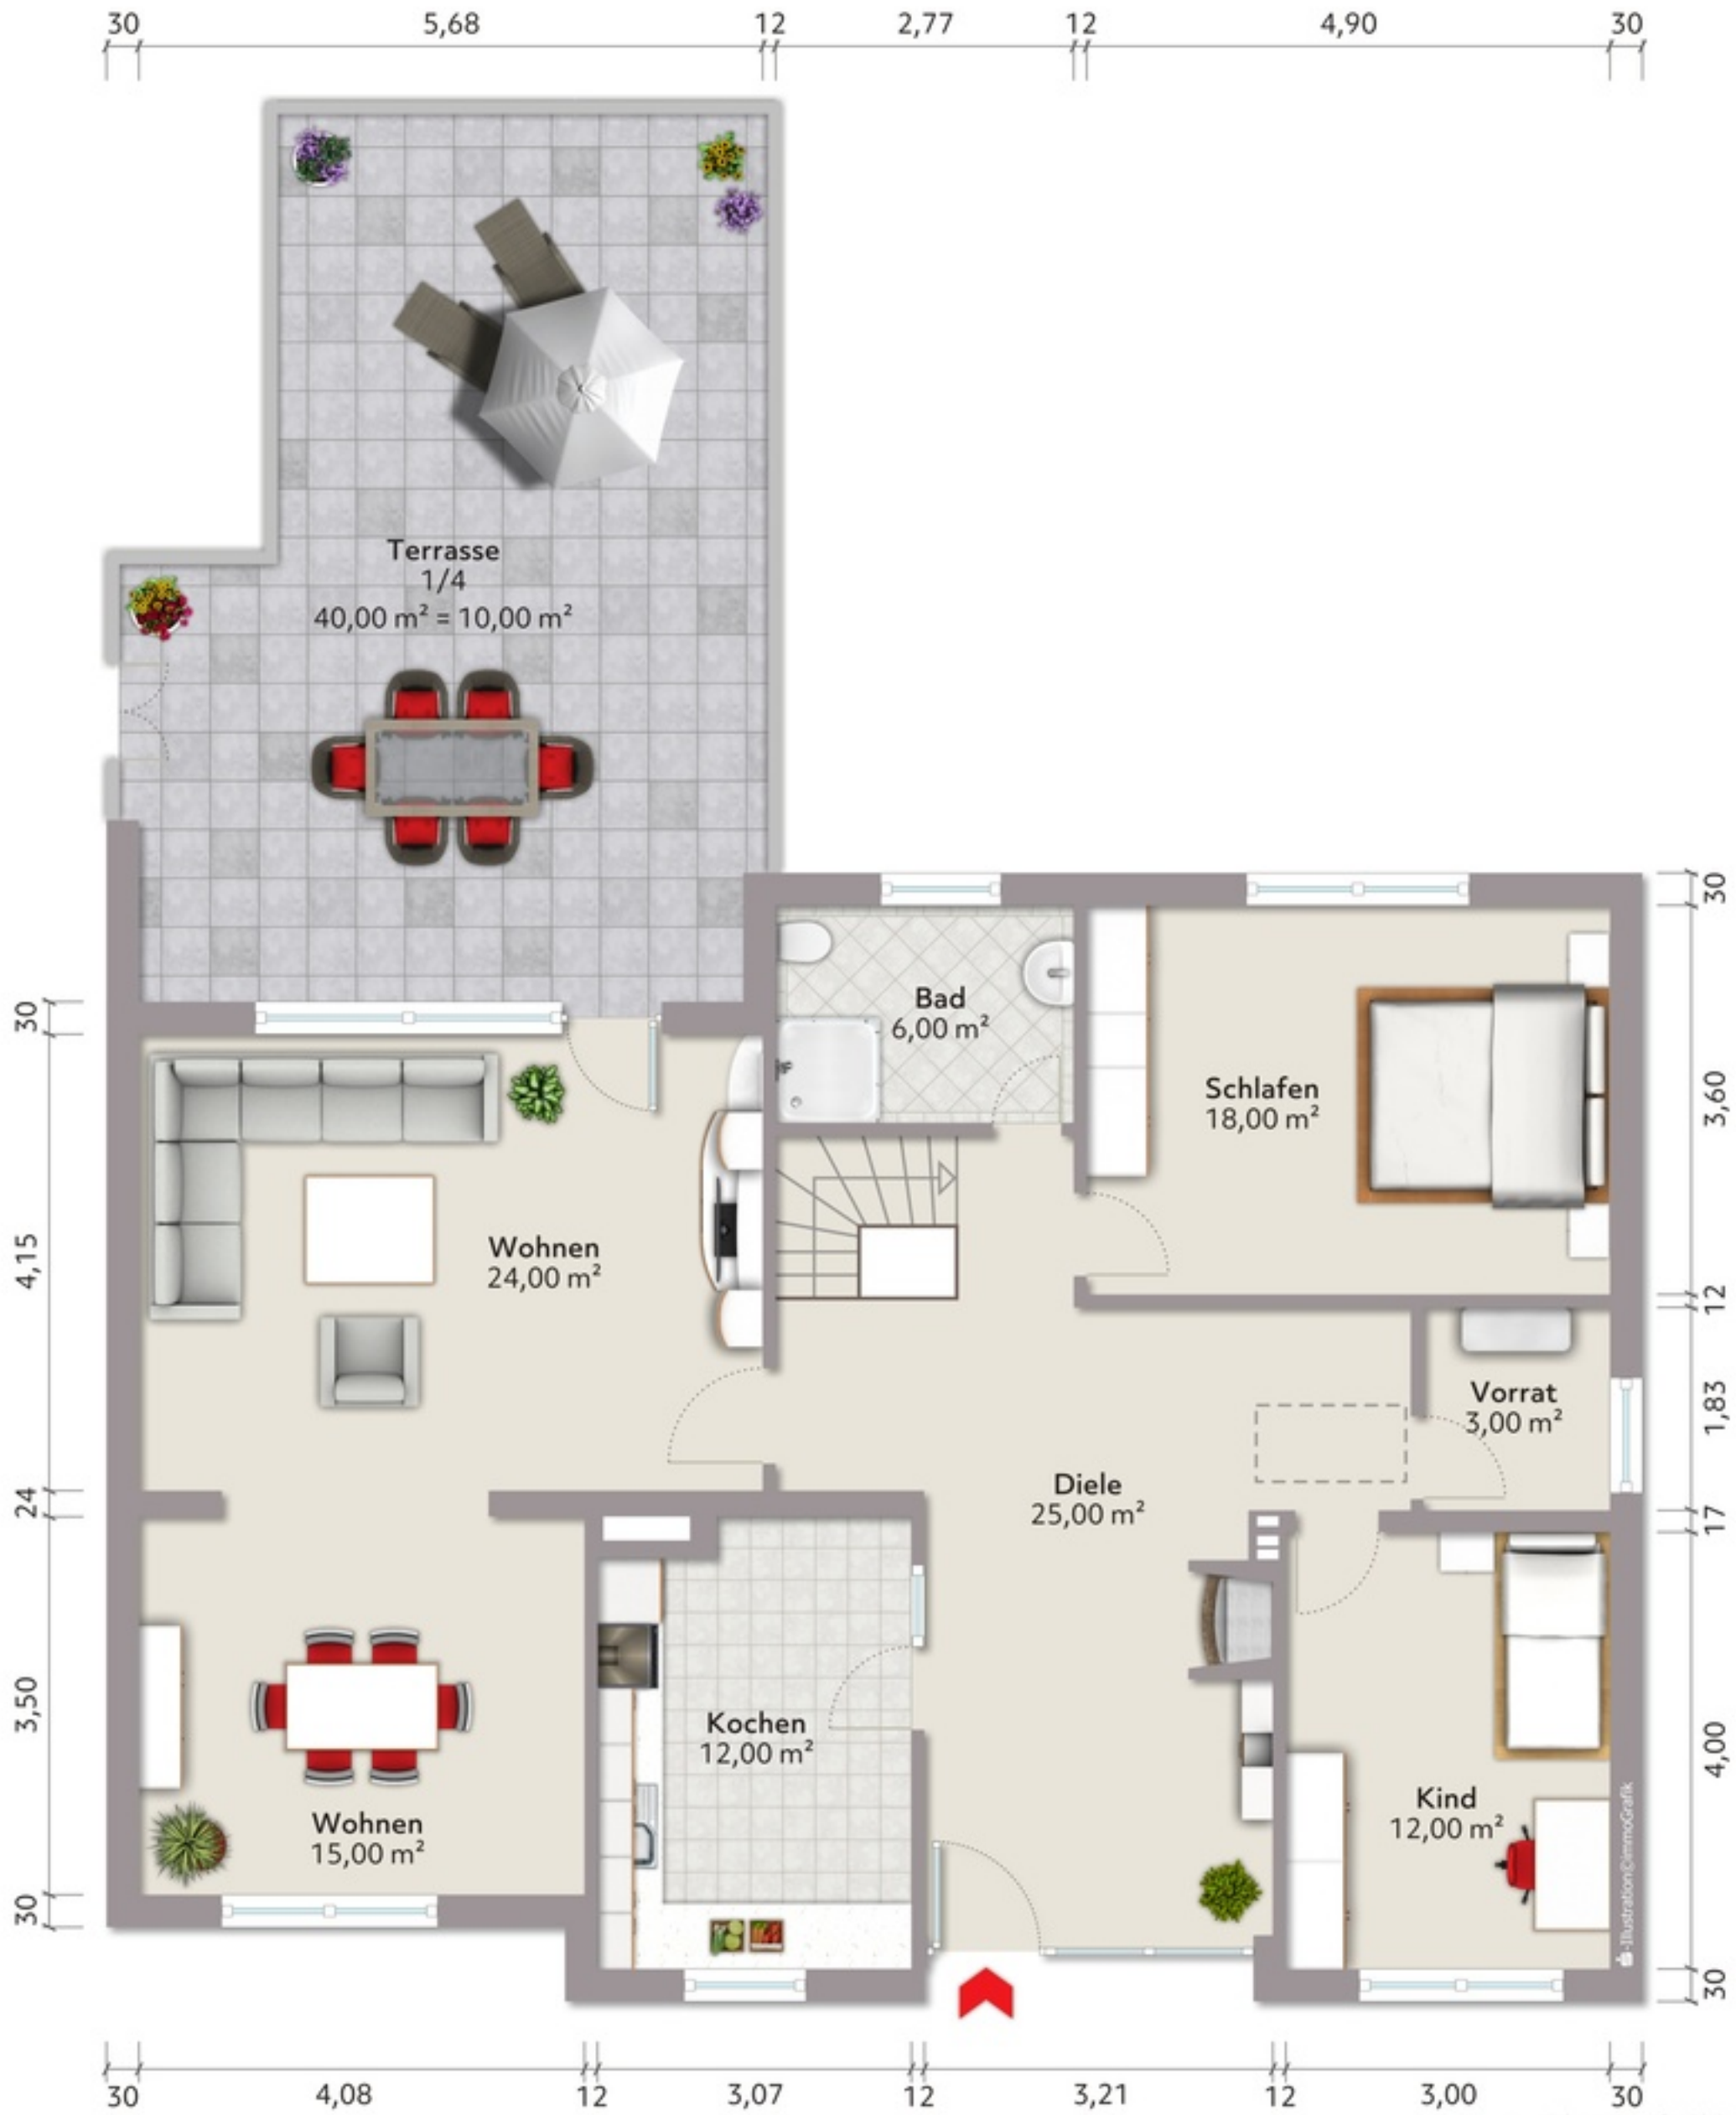 30 5,68 12 2,77 12 4,90 30
Terrasse
1/4
40,00 m² = 10,00 m²
30
4,15
24
3,50
30
Bad
6,00 m²
Schlafen
18,00 m²
Wohnen
24,00 m²
Vorrat
3,00 m²
Diele
25,00 m²
Kochen
12,00 m²
Kind
12,00 m²
Wohnen
15,00 m²
30
3,60
12
1,83
17
4,00
30
-Illustration©immoGrafik
30 4,08 12 3,07 12 3,21 12 3,00 30